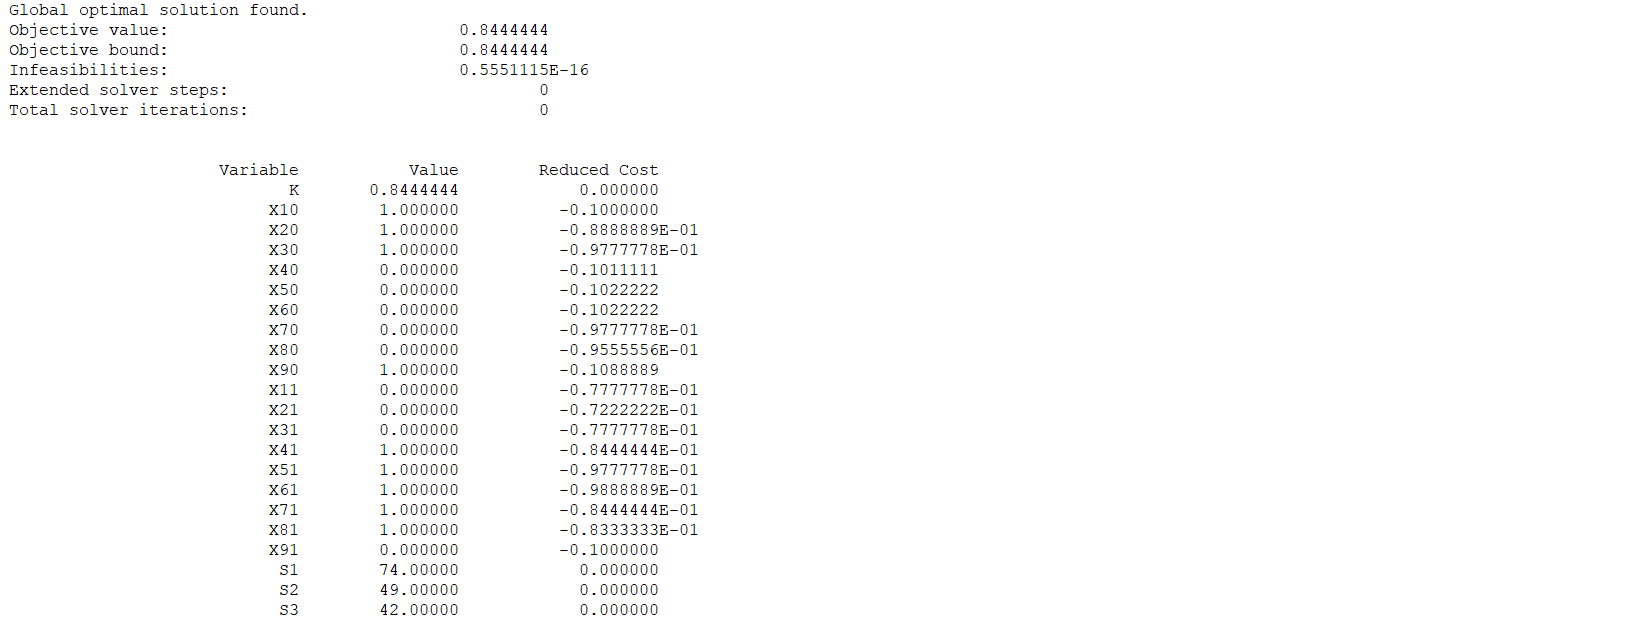 Global optimal solution found.
Objective value: 0.8444444
Objective bound: 0.8444444
Infeasibilities: 0.5551115E-16
Extended solver steps: 0
Total solver iterations: 0
Variable Value Reduced Cost
K 0.8444444 0.000000
X10 1.000000 -0.1000000
X20 1.000000 -0.8888889E-01
X30 1.000000 -0.9777778E-01
X40 0.000000 -0.1011111
X50 0.000000 -0.1022222
X60 0.000000 -0.1022222
X70 0.000000 -0.9777778E-01
X80 0.000000 -0.9555556E-01
X90 1.000000 -0.1088889
X11 0.000000 -0.7777778E-01
X21 0.000000 -0.7222222E-01
X31 0.000000 -0.7777778E-01
X41 1.000000 -0.8444444E-01
X51 1.000000 -0.9777778E-01
X61 1.000000 -0.9888889E-01
X71 1.000000 -0.8444444E-01
X81 1.000000 -0.8333333E-01
X91 0.000000 -0.1000000
S1 74.00000 0.000000
S2 49.00000 0.000000
S3 42.00000 0.000000